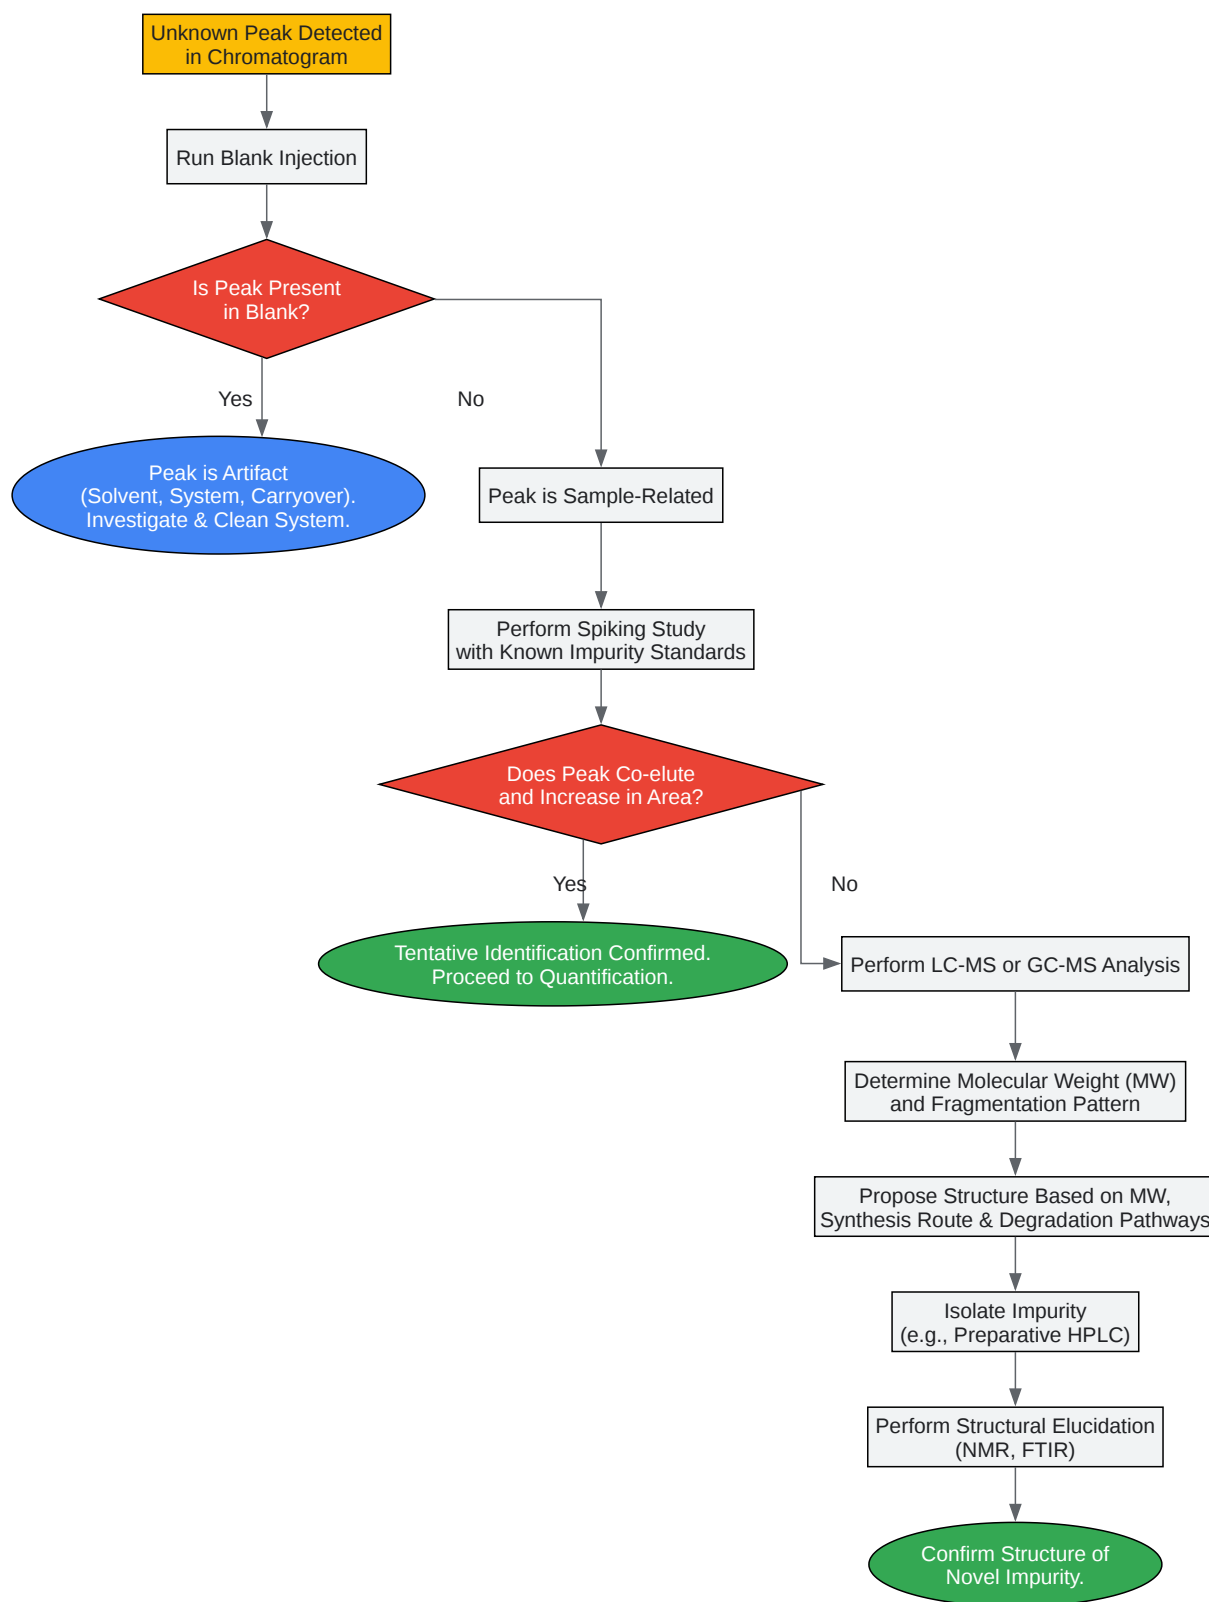 Unknown Peak Detected
in Chromatogram
Run Blank Injection
Is Peak Present
in Blank?
Yes
No
Peak is Artifact
(Solvent, System, Carryover).
Investigate & Clean System.
Peak is Sample-Related
Perform Spiking Study
with Known Impurity Standards
Does Peak Co-elute
and Increase in Area?
Yes
No
Tentative Identification Confirmed.
Proceed to Quantification.
Perform LC-MS or GC-MS Analysis
Determine Molecular Weight (MW)
and Fragmentation Pattern
Propose Structure Based on MW,
Synthesis Route & Degradation Pathways
Isolate Impurity
(e.g., Preparative HPLC)
Perform Structural Elucidation
(NMR, FTIR)
Confirm Structure of
Novel Impurity.